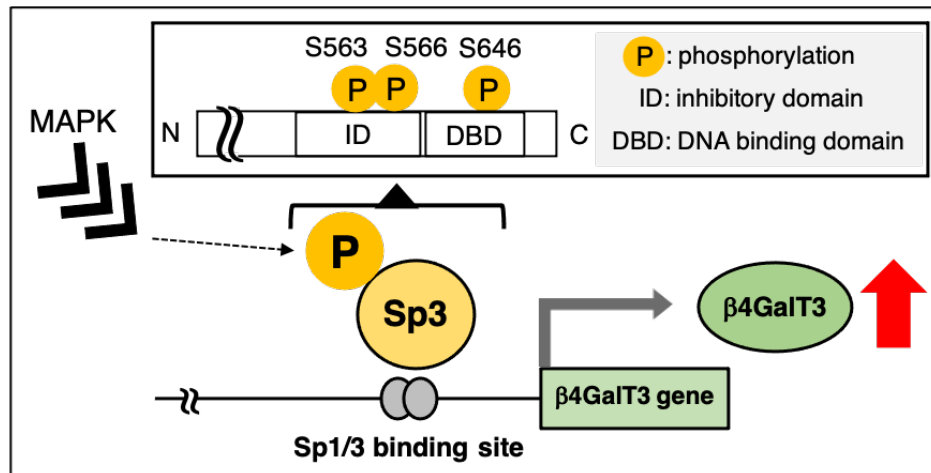 S563 S566 S646
P P P
P : phosphorylation
ID: inhibitory domain
DBD: DNA binding domain
MAPK
N ID DBD C
P
Sp3
β4GalT3
β4GalT3 gene
Sp1/3 binding site